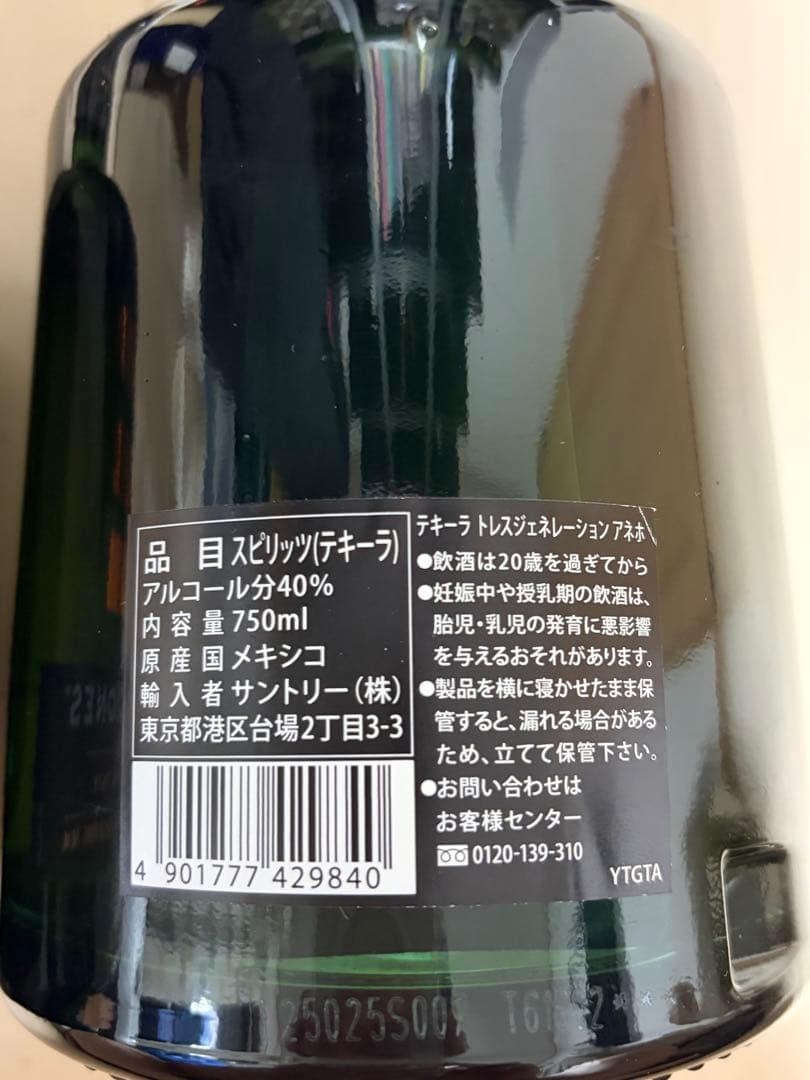 品 目 スピリッツ(テキーラ)
アルコール分40%
内容量 750ml
原産国 メキシコ
輸入者 サントリー(株)
東京都港区台場2丁目3-3
4 901777 429840
テキーラ トレスジェネレーション アネホ
●飲酒は20歳を過ぎてから
●妊娠中や授乳期の飲酒は、
胎児・乳児の発育に悪影響
を与えるおそれがあります。
●製品を横に寝かせたまま保
管すると、漏れる場合がある
ため、立てて保管下さい。
●お問い合わせは
お客様センター
0120-139-310
YTGTA